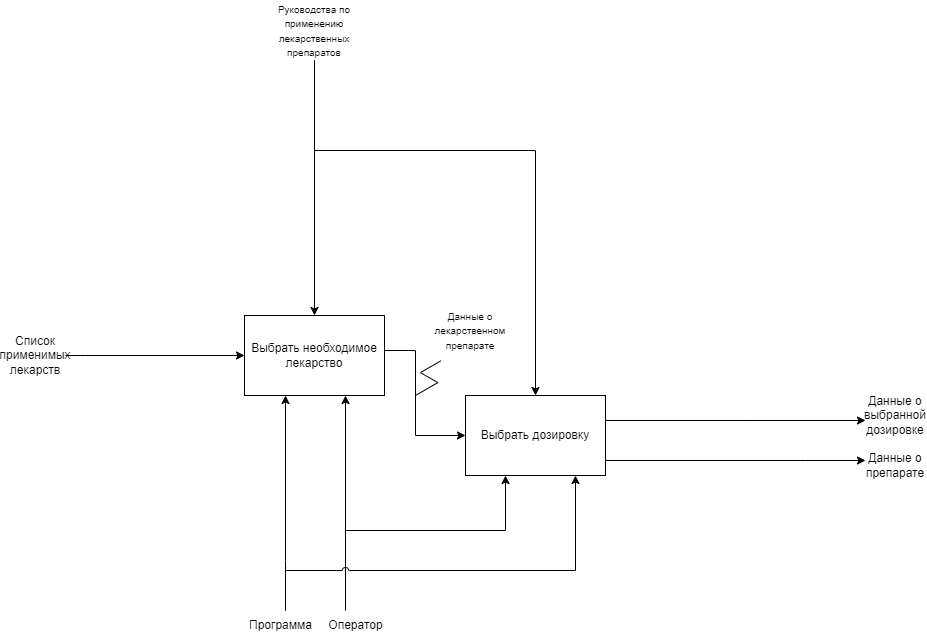 Руководства по
применению
лекарственных
препаратов
Данные о
лекарственном
препарате
Список
применимых
лекарств
Выбрать необходимое
лекарство
Данные о
выбранной
дозировке
Выбрать дозировку
Данные о
препарате
Программа
Оператор